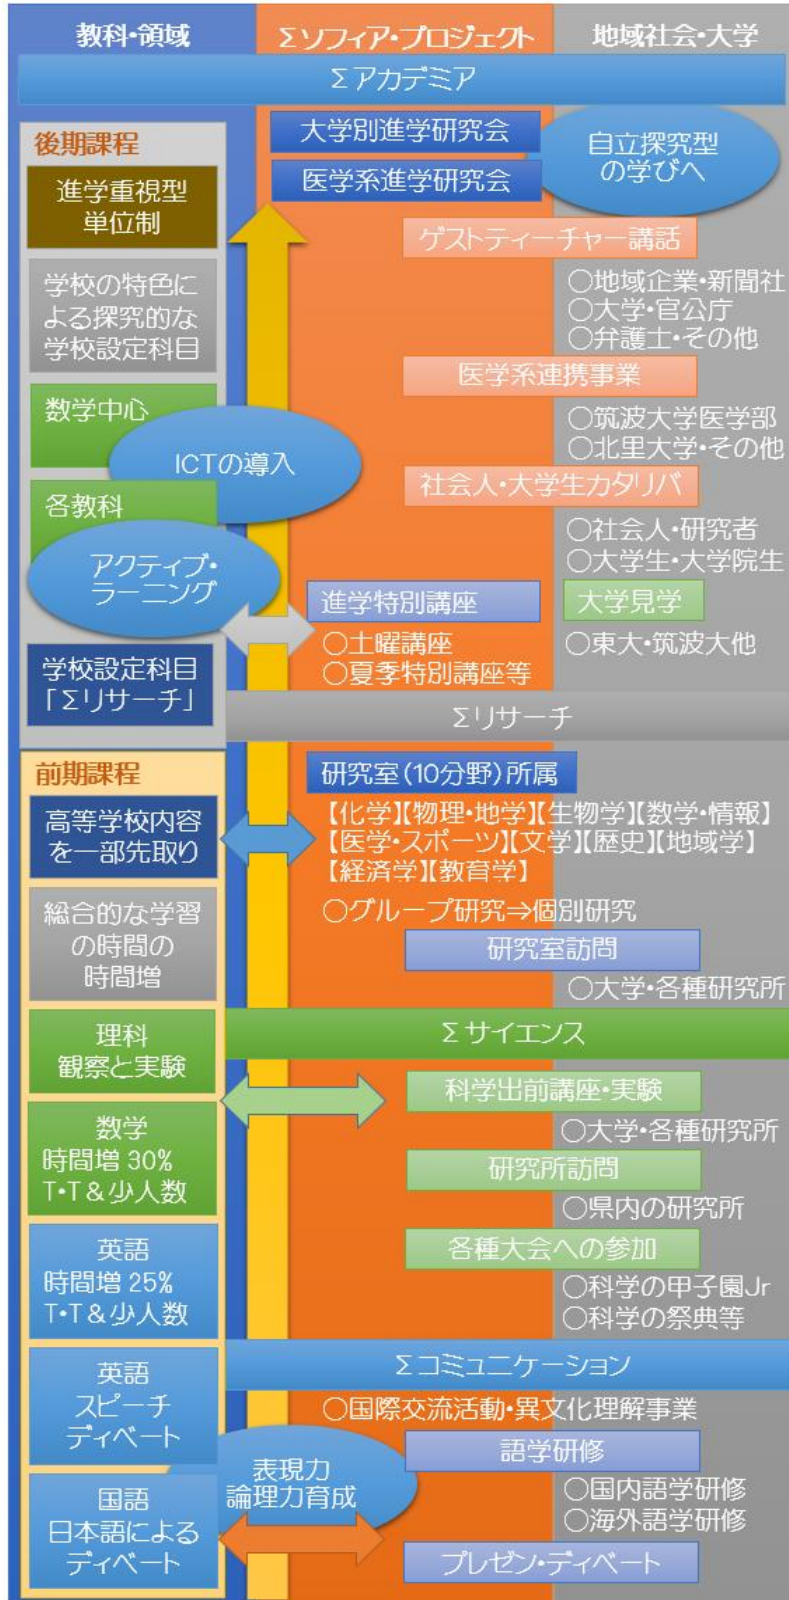 教科・領域
Σソフィア・プロジェクト
地域社会・大学
Σアカデミア
後期課程
進学重視型
単位制
学校の特色に
よる探究的な
学校設定科目
数学中心
ICTの導入
各教科
アクティブ・
ラーニング
学校設定科目
「Σリサーチ」
大学別進学研究会
医学系進学研究会
自立探究型
の学びへ
ゲストティーチャー講話
○地域企業・新聞社
○大学・官公庁
○弁護士・その他
医学系連携事業
○筑波大学医学部
○北里大学・その他
社会人・大学生カタリバ
○社会人・研究者
○大学生・大学院生
進学特別講座
○土曜講座
○夏季特別講座等
大学見学
○東大・筑波大他
Σリサーチ
前期課程
高等学校内容
を一部先取り
総合的な学習
の時間の
時間増
理科
観察と実験
数学
時間増 30%
T・T&少人数
英語
時間増 25%
T・T&少人数
英語
スピーチ
ディベート
国語
日本語による
ディベート
研究室(10分野)所属
【化学】【物理・地学】【生物学】【数学・情報】
【医学・スポーツ】【文学】【歴史】【地域学】
【経済学】【教育学】
○グループ研究⇒個別研究
研究室訪問
○大学・各種研究所
Σサイエンス
科学出前講座・実験
○大学・各種研究所
研究所訪問
○県内の研究所
各種大会への参加
○科学の甲子園Jr
○科学の祭典等
Σコミュニケーション
○国際交流活動・異文化理解事業
語学研修
○国内語学研修
○海外語学研修
表現力
論理力育成
プレゼン・ディベート